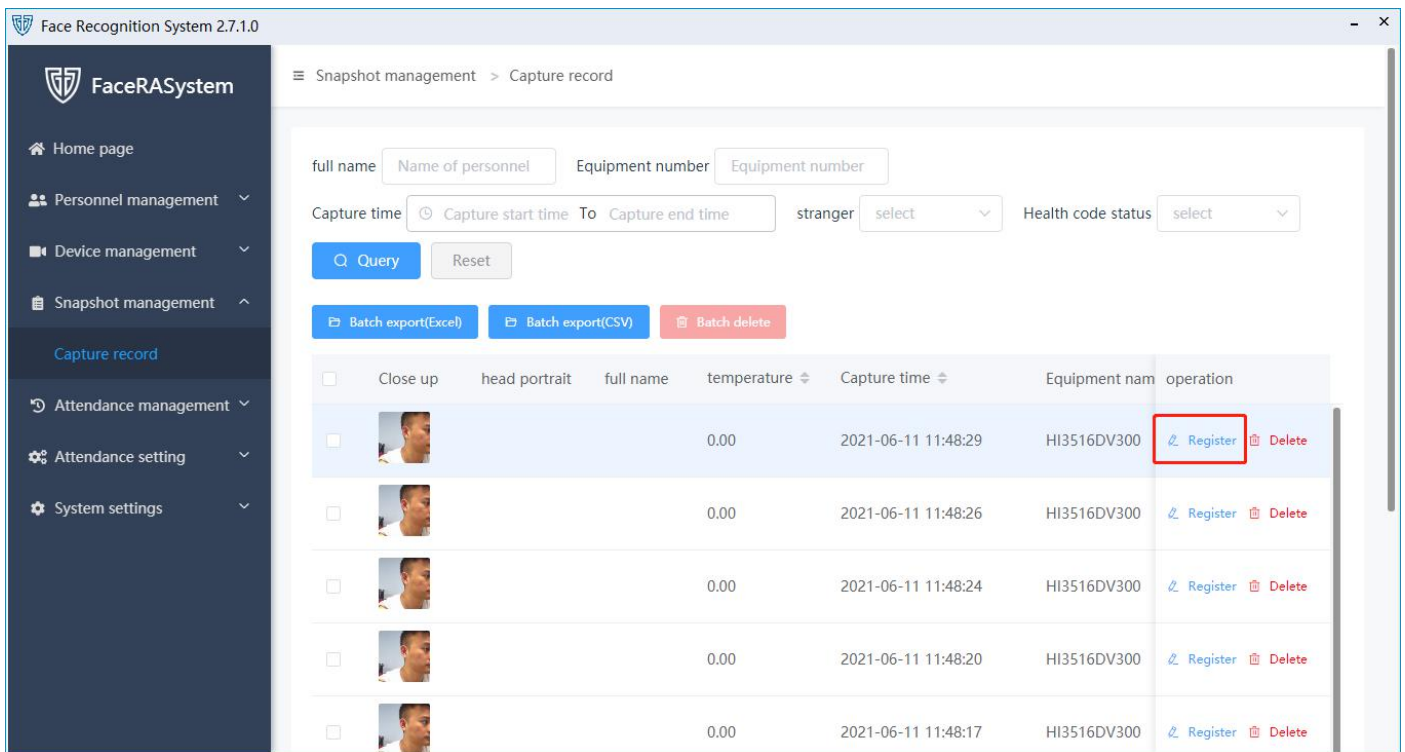 Face Recognition System 2.7.1.0
FaceRASystem
Home page
Personnel management
Device management
Snapshot management
Capture record
Attendance management
Attendance setting
System settings
Snapshot management > Capture record
full name Name of personnel Equipment number Equipment number
Capture time Capture start time To Capture end time stranger select Health code status select
Query Reset
Batch export(Excel) Batch export(CSV) Batch delete
Close up head portrait full name temperature Capture time Equipment nam operation
0.00 2021-06-11 11:48:29 HI3516DV300 Register Delete
0.00 2021-06-11 11:48:26 HI3516DV300 Register Delete
0.00 2021-06-11 11:48:24 HI3516DV300 Register Delete
0.00 2021-06-11 11:48:20 HI3516DV300 Register Delete
0.00 2021-06-11 11:48:17 HI3516DV300 Register Delete